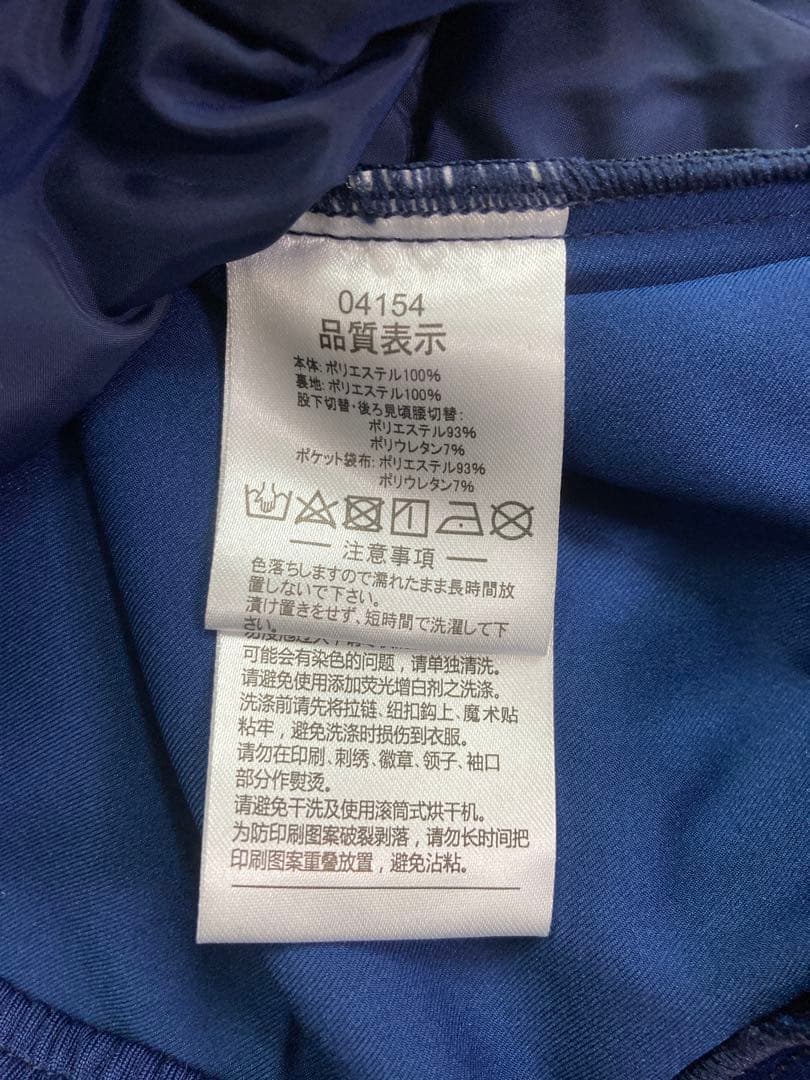 04154
品質表示
本体: ポリエステル100%
裏地: ポリエステル100%
股下切替・後ろ見頃腰切替:
ポリエステル93%
ポリウレタン7%
ポケット袋布: ポリエステル93%
ポリウレタン7%
— 注意事項 —
色落ちしますので濡れたまま長時間放
置しないで下さい。
漬け置きをせず、短時間で洗濯して下
さい。
可能会有染色的问题，请单独清洗。
请避免使用添加荧光增白剂之洗涤。
洗涤前请先将拉链、纽扣鈎上、魔术贴
粘牢，避免洗涤时损伤到衣服。
请勿在印刷、刺绣、徽章、领子、袖口
部分作熨烫。
请避免干洗及使用滚筒式烘干机。
为防印刷图案破裂剥落，请勿长时间把
印刷图案重叠放置，避免沾粘。